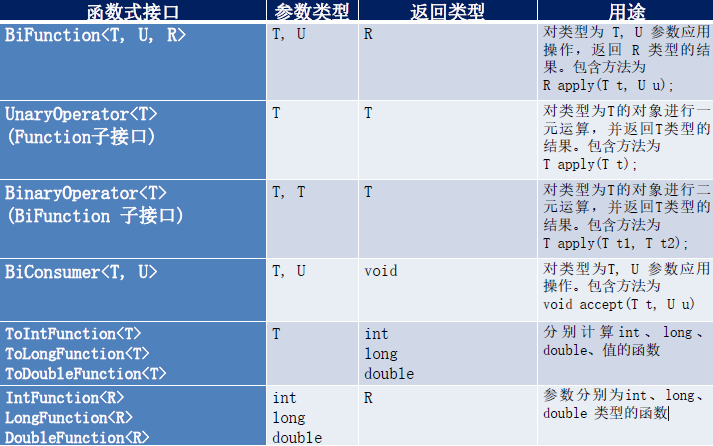 函数式接口 参数类型 返回类型 用途
BiFunction<T, U, R> T, U R 对类型为 T, U 参数应用
操作，返回 R 类型的结
果。包含方法为
R apply(T t, U u);
UnaryOperator<T> T T 对类型为T的对象进行一
(Function子接口) 元运算，并返回T类型的
结果。包含方法为
T apply(T t);
BinaryOperator<T> T, T T 对类型为T的对象进行二
(BiFunction 子接口) 元运算，并返回T类型的
结果。包含方法为
T apply(T t1, T t2);
BiConsumer<T, U> T, U void 对类型为T, U 参数应用
操作。包含方法为
void accept(T t, U u)
ToIntFunction<T> T int 分别计算int、long、
ToLongFunction<T> long double、值的函数
ToDoubleFunction<T> double
IntFunction<R> int R 参数分别为int、long、
LongFunction<R> long double 类型的函数
DoubleFunction<R> double